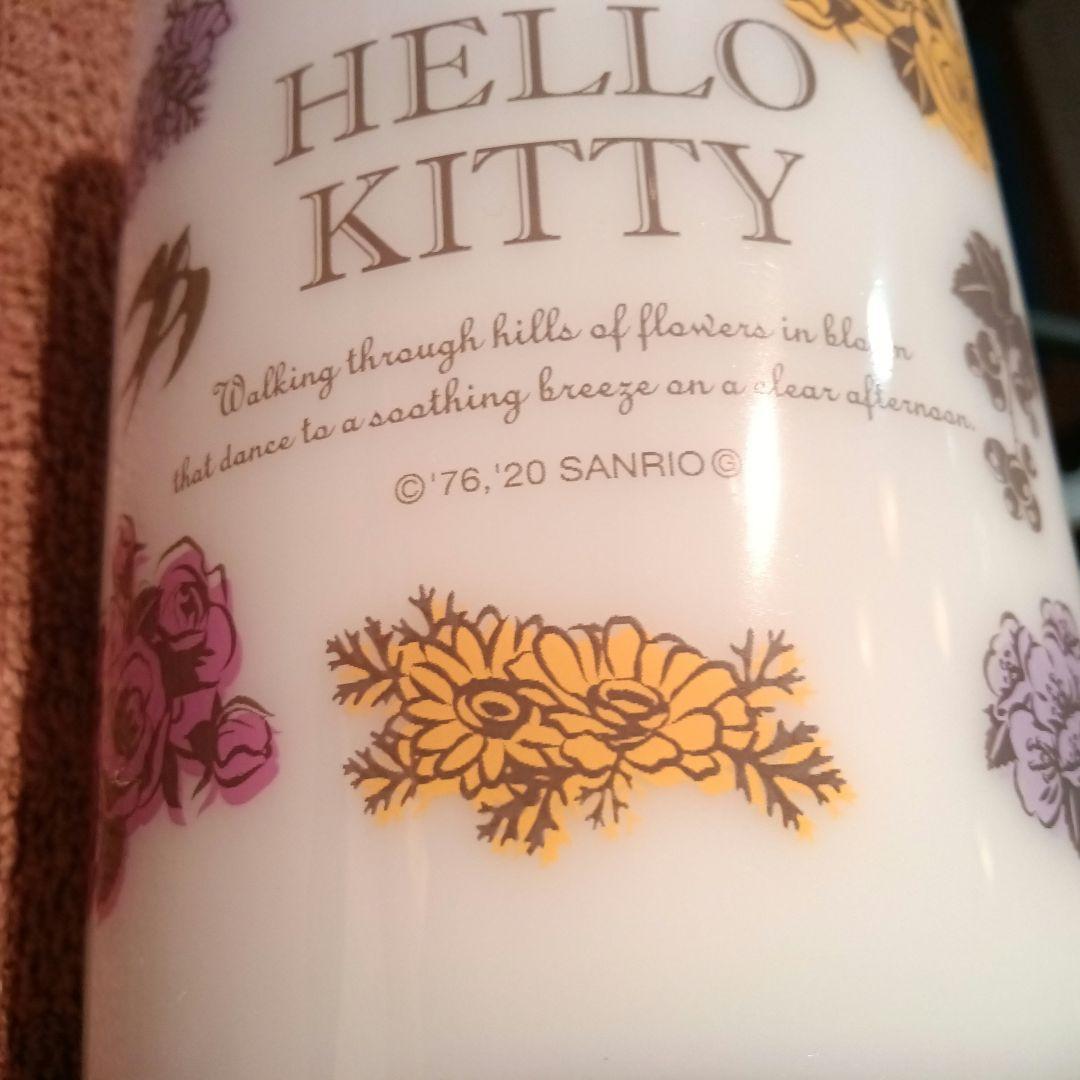 HELLO
KITTY
Walking through hills of flowers in bloom
that dance to a soothing breeze on a clear afternoon.
©'76,'20 SANRIO Ⓖ